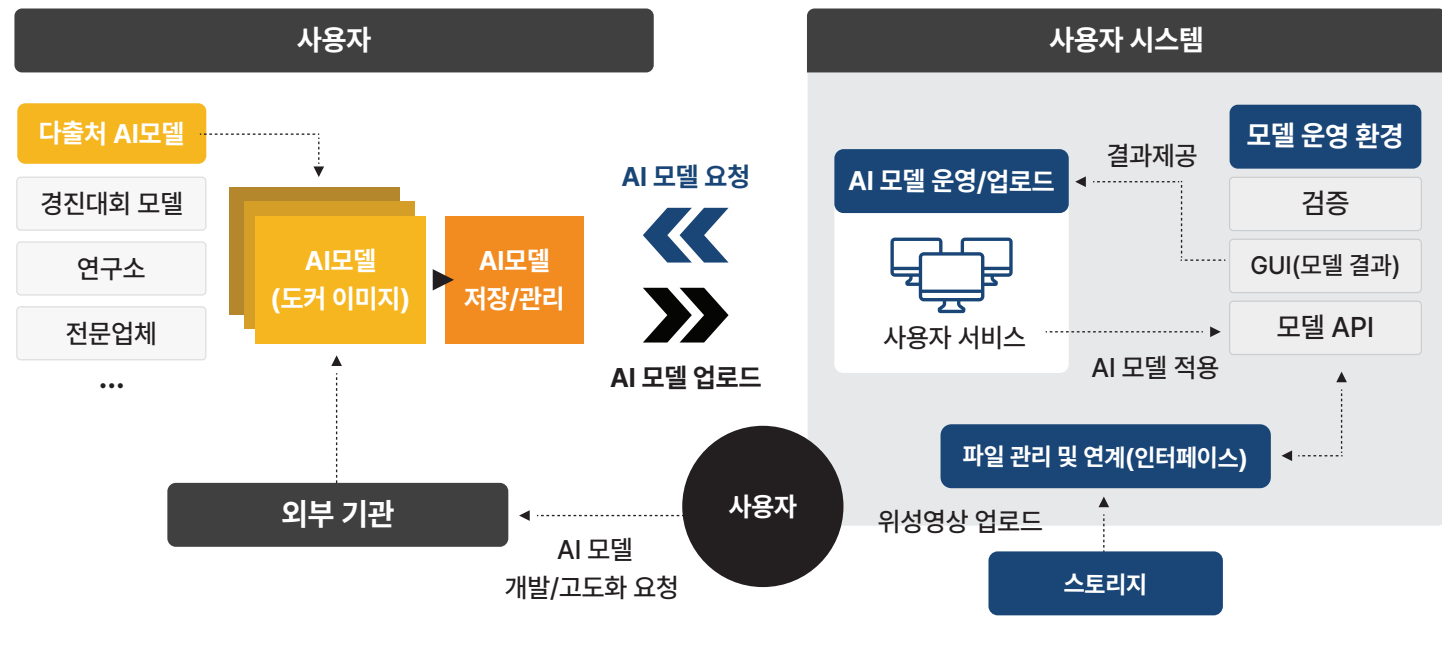 사용자
다출처 AI모델
경진대회 모델
연구소
전문업체
...
AI모델
(도커 이미지)
AI모델
저장/관리
AI 모델 요청
AI 모델 업로드
외부 기관
AI 모델
개발/고도화 요청
사용자
사용자 시스템
AI 모델 운영/업로드
사용자 서비스
결과제공
AI 모델 적용
모델 운영 환경
검증
GUI(모델 결과)
모델 API
파일 관리 및 연계(인터페이스)
위성영상 업로드
스토리지